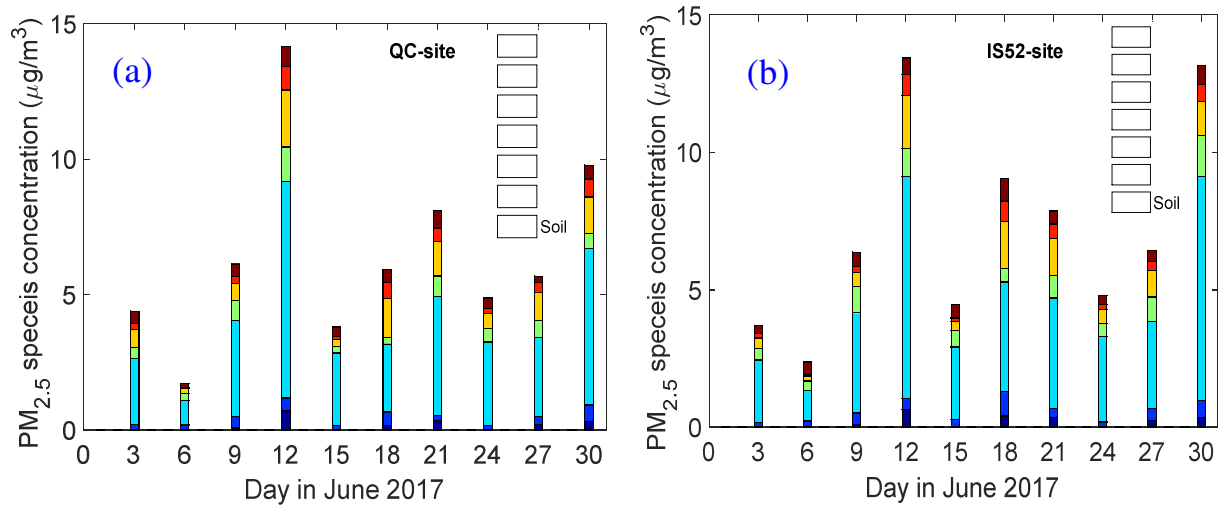 (a)
QC-site
Soil
PM2.5 speceis concentration (μg/m3)
15
10
5
0
0 3 6 9 12 15 18 21 24 27 30
Day in June 2017
(b)
IS52-site
Soil
PM2.5 speceis concentration (μg/m3)
15
10
5
0
0 3 6 9 12 15 18 21 24 27 30
Day in June 2017